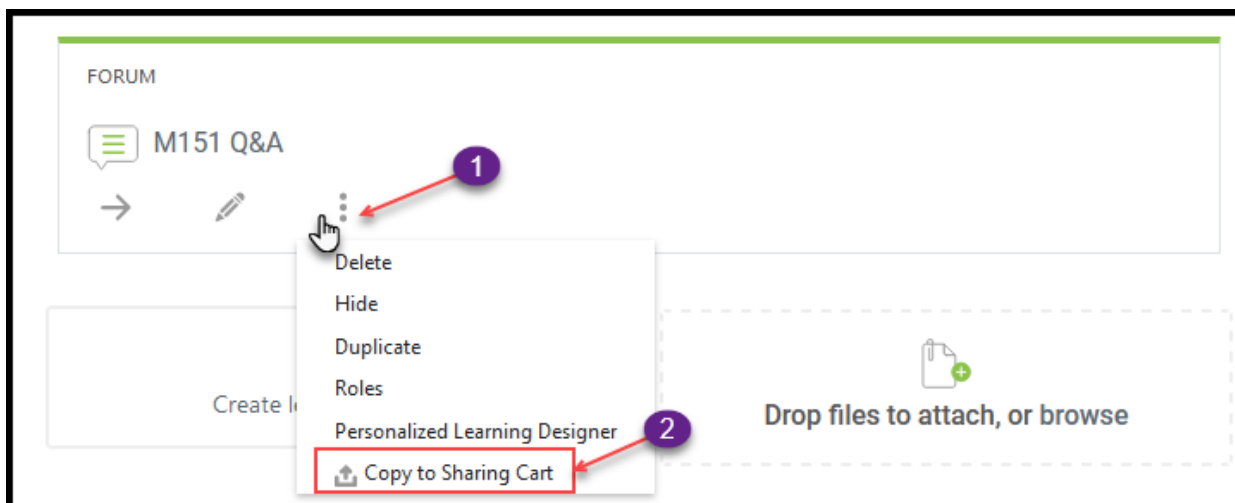 FORUM
M151 Q&A
1
Delete
Hide
Duplicate
Roles
Create l
Personalized Learning Designer
2
Copy to Sharing Cart
Drop files to attach, or browse